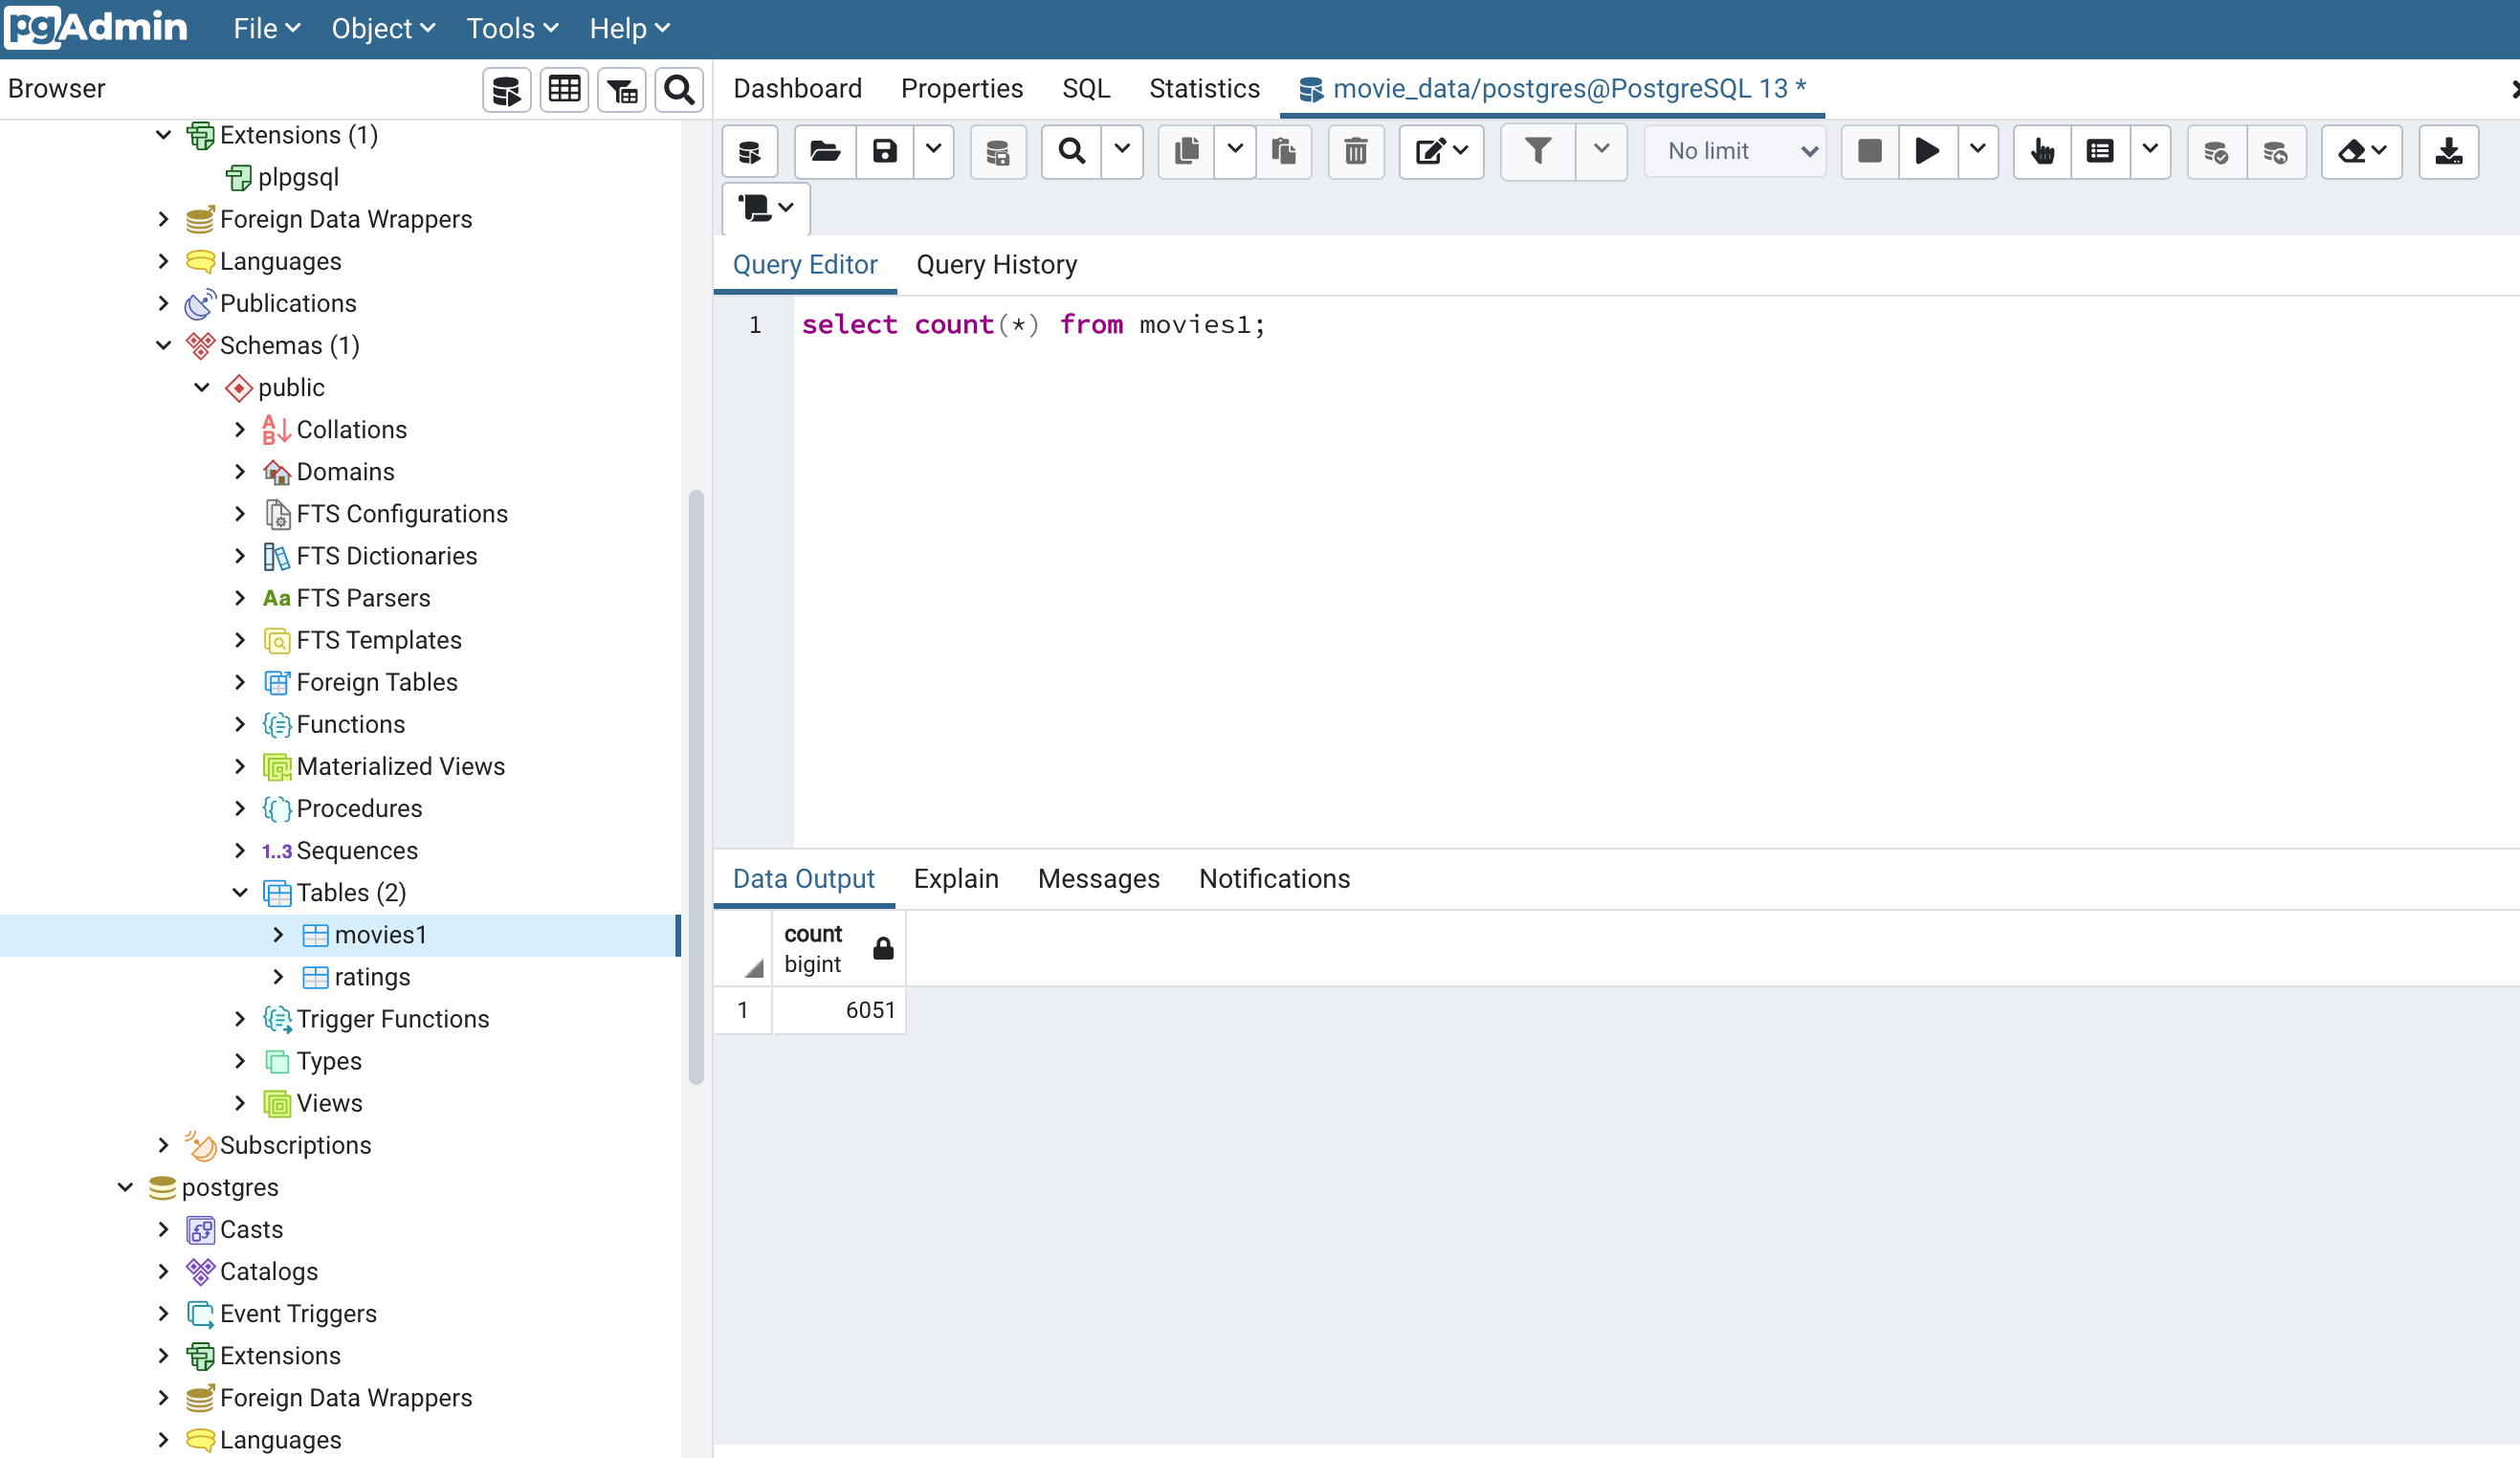 pgAdmin File Object Tools Help
Browser
Extensions (1)
plpgsql
Foreign Data Wrappers
Languages
Publications
Schemas (1)
public
A
B
Collations
Domains
FTS Configurations
FTS Dictionaries
Aa FTS Parsers
FTS Templates
Foreign Tables
Functions
Materialized Views
Procedures
1..3 Sequences
Tables (2)
movies1
ratings
Trigger Functions
Types
Views
Subscriptions
postgres
Casts
Catalogs
Event Triggers
Extensions
Foreign Data Wrappers
Languages
Dashboard Properties SQL Statistics movie_data/postgres@PostgreSQL 13 *
No limit
Query Editor Query History
1 select count(*) from movies1;
Data Output Explain Messages Notifications
count
bigint
1 6051